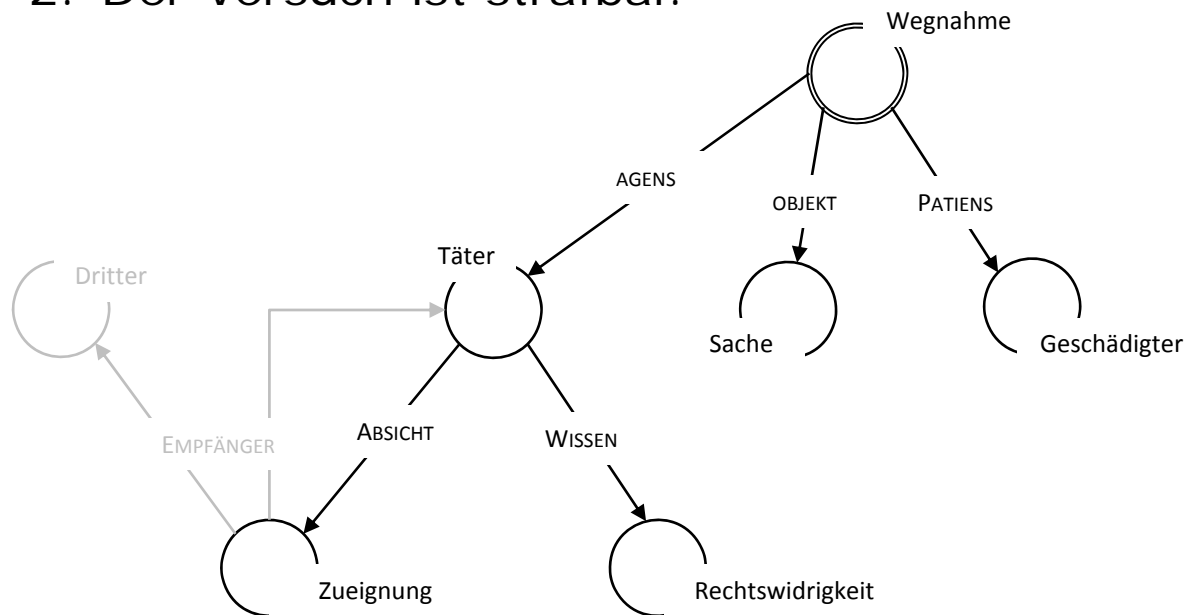 2. Der Versuch ist strafbar.
Wegnahme
AGENS
OBJEKT
PATIENS
Täter
Dritter
Sache
Geschädigter
ABSICHT
WISSEN
EMPFÄNGER
Zueignung
Rechtswidrigkeit